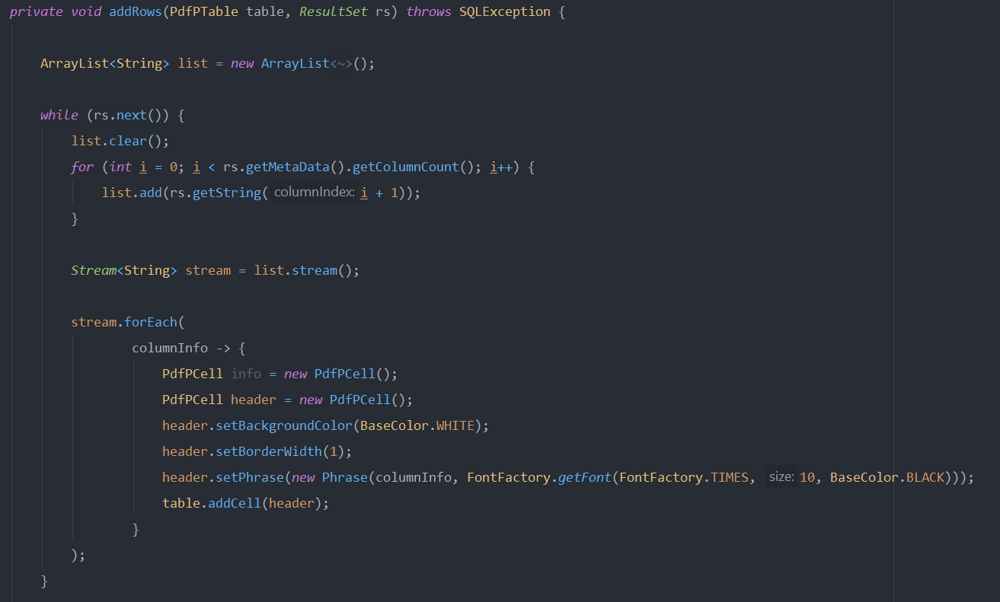 private void addRows(PdfPTable table, ResultSet rs) throws SQLException {
ArrayList<String> list = new ArrayList<~>();
while (rs.next()) {
list.clear();
for (int i = 0; i < rs.getMetaData().getColumnCount(); i++) {
list.add(rs.getString( columnIndex: i + 1));
}
Stream<String> stream = list.stream();
stream.forEach(
columnInfo -> {
PdfPCell info = new PdfPCell();
PdfPCell header = new PdfPCell();
header.setBackgroundColor(BaseColor.WHITE);
header.setBorderWidth(1);
header.setPhrase(new Phrase(columnInfo, FontFactory.getFont(FontFactory.TIMES, size: 10, BaseColor.BLACK)));
table.addCell(header);
}
);
}